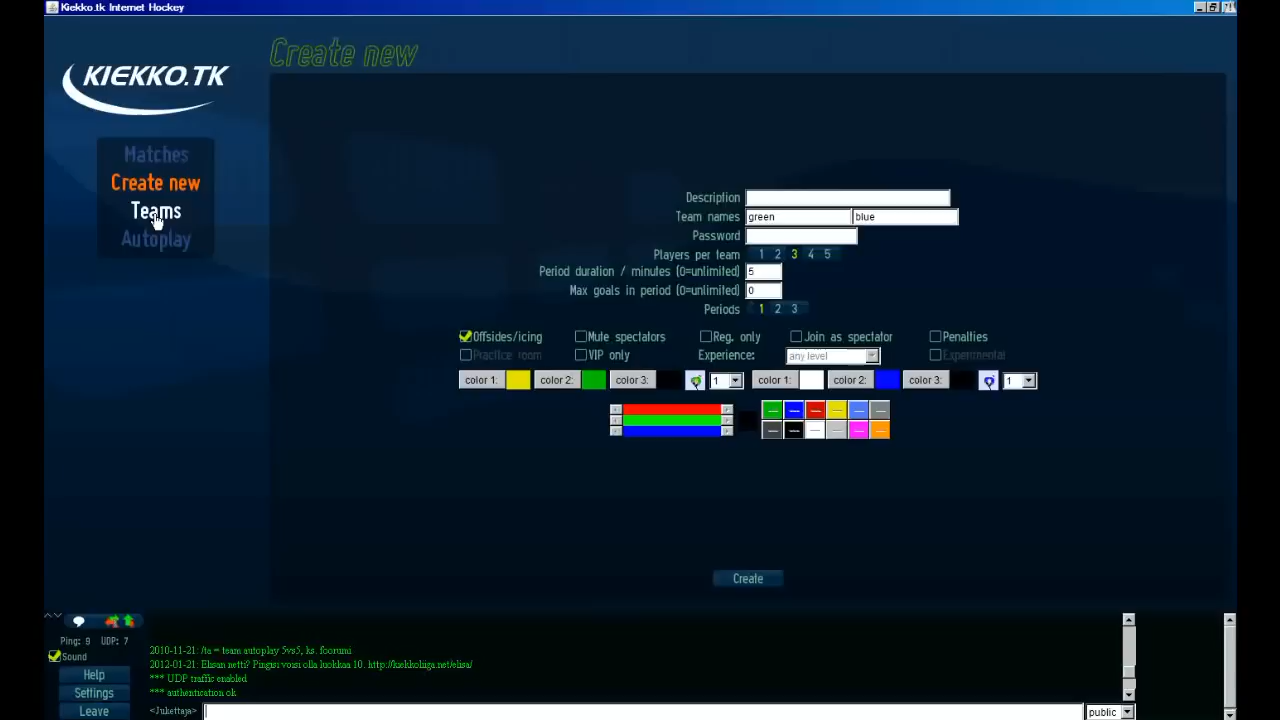 Kiekko.tk Internet Hockey
Create new
KIEKKO.TK
Matches
Create new
Teams
Autoplay
Description
Team names green blue
Password
Players per team 1 2 3 4 5
Period duration / minutes (0=unlimited) 5
Max goals in period (0=unlimited) 0
Periods 1 2 3
Offsides/icing Mute spectators Reg. only Join as spectator Penalties
Practice room VIP only Experience: any level Experimental
color 1: color 2: color 3: 1 color 1: color 2: color 3: 1
Create
Ping: 9 UDP: 7
Sound
Help
Settings
Leave
2010-11-21: /ta = team autoplay 5vs5, ks. foorumi
2012-01-21: Elisan netti? Pingisi voisi olla luokkaa 10. http://kiekkoliiga.net/elisa/
*** UDP traffic enabled
*** authentication ok
<Jukettaja> public